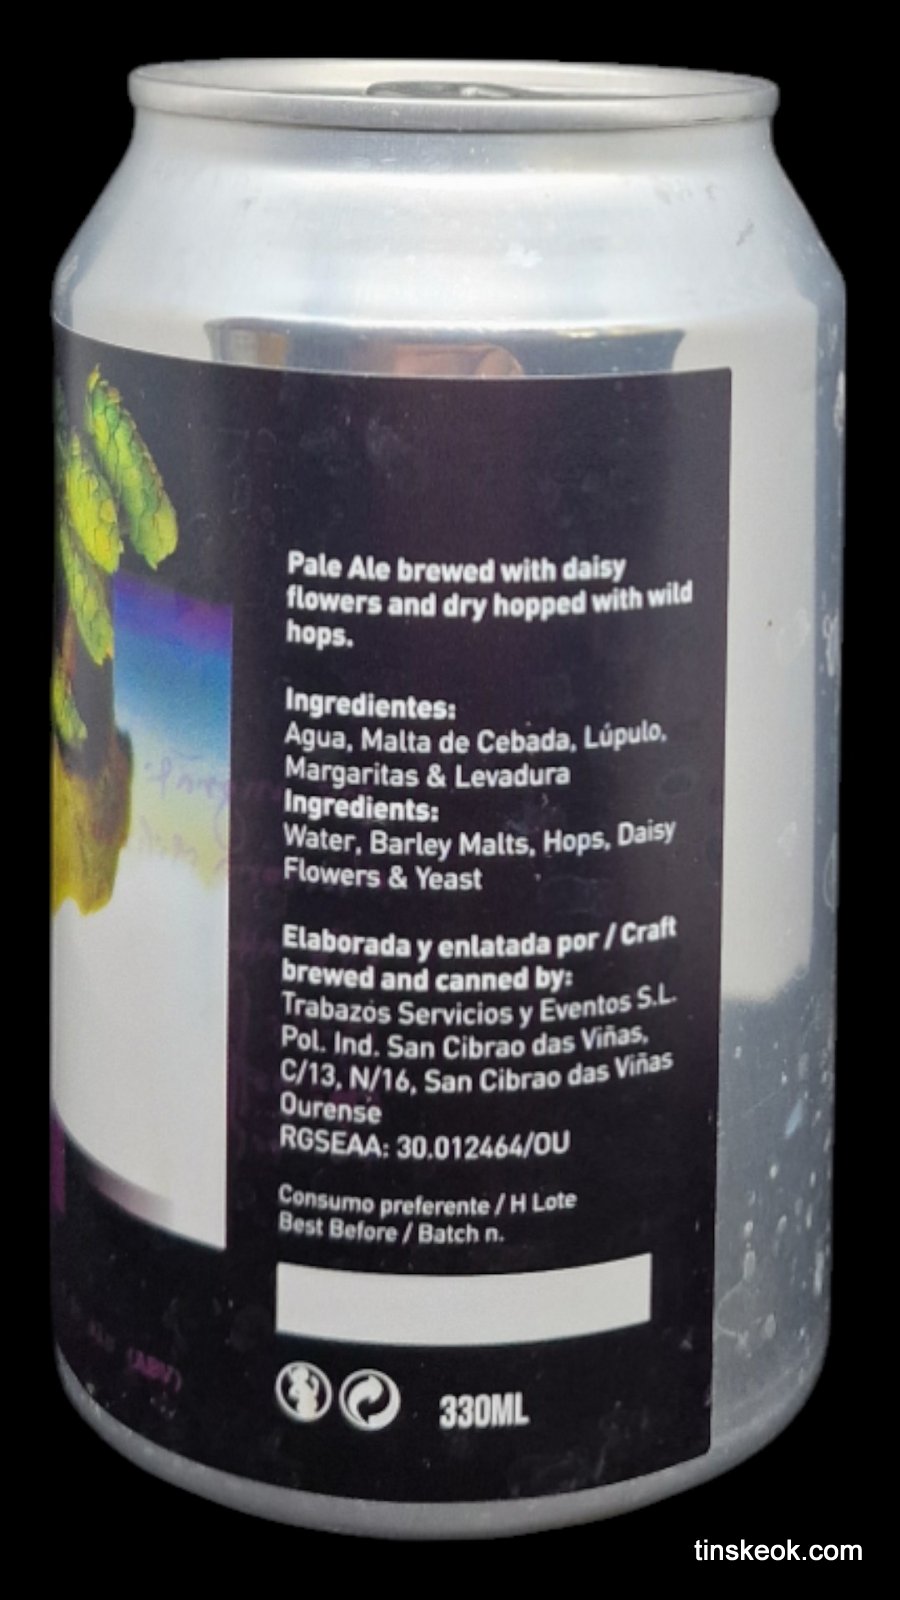 Pale Ale brewed with daisy
flowers and dry hopped with wild
hops.
Ingredientes:
Agua, Malta de Cebada, Lúpulo,
Margaritas & Levadura
Ingredients:
Water, Barley Malts, Hops, Daisy
Flowers & Yeast
Elaborada y enlatada por / Craft
brewed and canned by:
Trabazos Servicios y Eventos S.L.
Pol. Ind. San Cibrao das Viñas,
C/13, N/16, San Cibrao das Viñas
Ourense
RGSEAA: 30.012464/OU
Consumo preferente / H Lote
Best Before / Batch n.
330ML
(ABV)
tinskeok.com